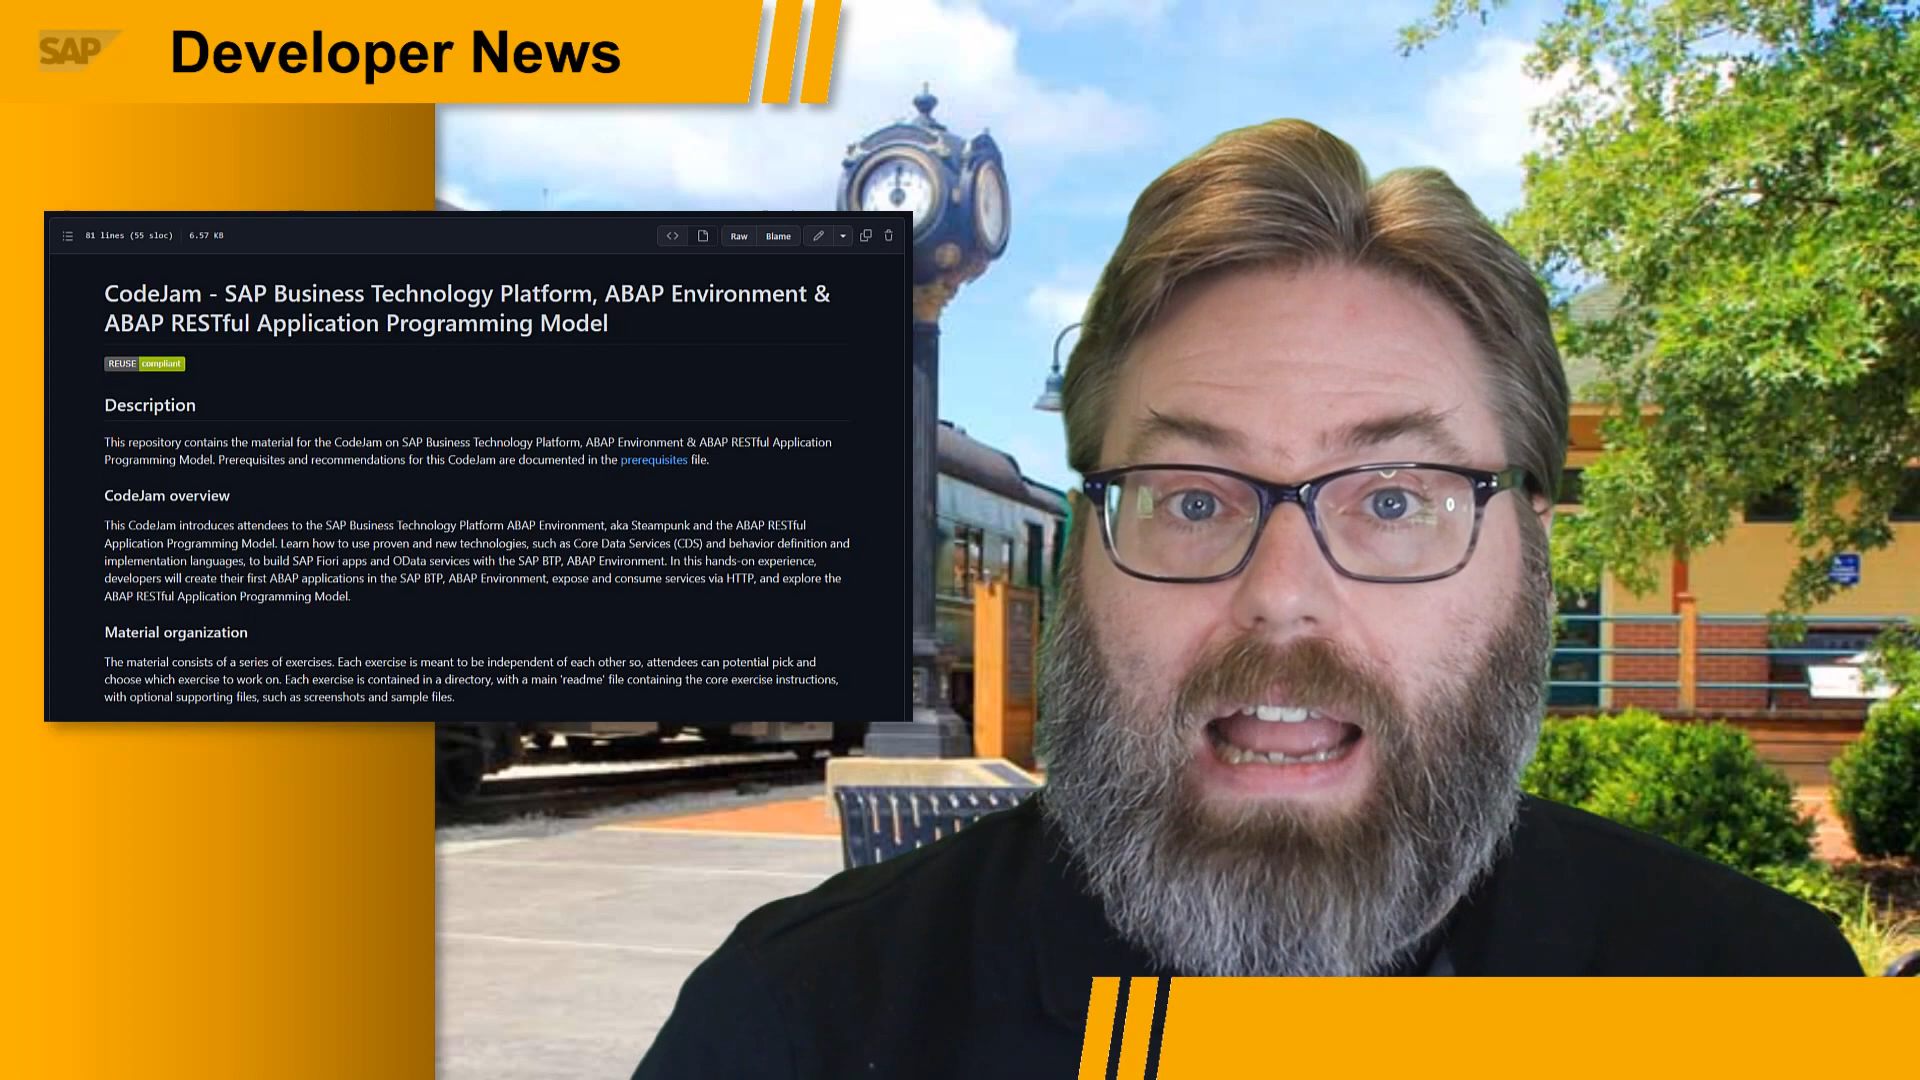 SAP
Developer News
81 lines (55 sloc) 6.57 KB
Raw Blame
CodeJam - SAP Business Technology Platform, ABAP Environment &
ABAP RESTful Application Programming Model
REUSE compliant
Description
This repository contains the material for the CodeJam on SAP Business Technology Platform, ABAP Environment & ABAP RESTful Application
Programming Model. Prerequisites and recommendations for this CodeJam are documented in the prerequisites file.
CodeJam overview
This CodeJam introduces attendees to the SAP Business Technology Platform ABAP Environment, aka Steampunk and the ABAP RESTful
Application Programming Model. Learn how to use proven and new technologies, such as Core Data Services (CDS) and behavior definition and
implementation languages, to build SAP Fiori apps and OData services with the SAP BTP, ABAP Environment. In this hands-on experience,
developers will create their first ABAP applications in the SAP BTP, ABAP Environment, expose and consume services via HTTP, and explore the
ABAP RESTful Application Programming Model.
Material organization
The material consists of a series of exercises. Each exercise is meant to be independent of each other so, attendees can potential pick and
choose which exercise to work on. Each exercise is contained in a directory, with a main 'readme' file containing the core exercise instructions,
with optional supporting files, such as screenshots and sample files.